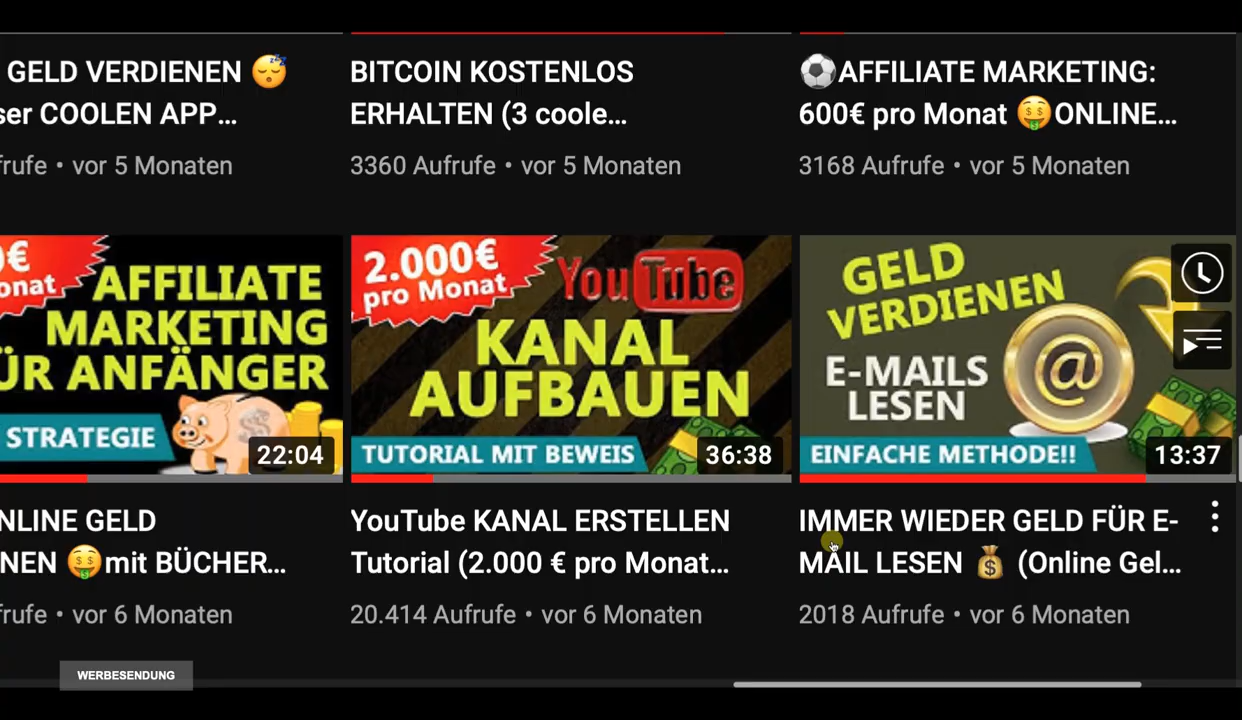 GELD VERDIENEN 😴
ser COOLEN APP...
frufe • vor 5 Monaten
BITCOIN KOSTENLOS
ERHALTEN (3 coole...
3360 Aufrufe • vor 5 Monaten
⚽AFFILIATE MARKETING:
600€ pro Monat 🤑ONLINE...
3168 Aufrufe • vor 5 Monaten
€
onat
AFFILIATE
MARKETING
ÜR ANFÄNGER
STRATEGIE
22:04
2.000€
pro Monat
YouTube
KANAL
AUFBAUEN
TUTORIAL MIT BEWEIS
36:38
GELD
VERDIENEN
E-MAILS
LESEN
@
EINFACHE METHODE!!
13:37
NLINE GELD
NEN 🤑mit BÜCHER...
frufe • vor 6 Monaten
YouTube KANAL ERSTELLEN
Tutorial (2.000 € pro Monat...
20.414 Aufrufe • vor 6 Monaten
IMMER WIEDER GELD FÜR E-
MAIL LESEN 💰 (Online Gel...
2018 Aufrufe • vor 6 Monaten
WERBESENDUNG